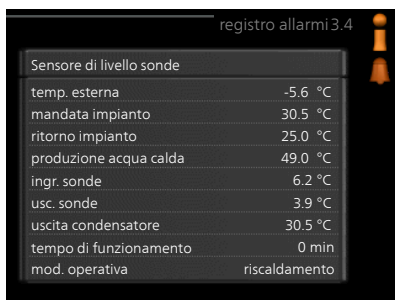 registro allarmi 3.4
Sensore di livello sonde
temp. esterna -5.6 °C
mandata impianto 30.5 °C
ritorno impianto 25.0 °C
produzione acqua calda 49.0 °C
ingr. sonde 6.2 °C
usc. sonde 3.9 °C
uscita condensatore 30.5 °C
tempo di funzionamento 0 min
mod. operativa riscaldamento